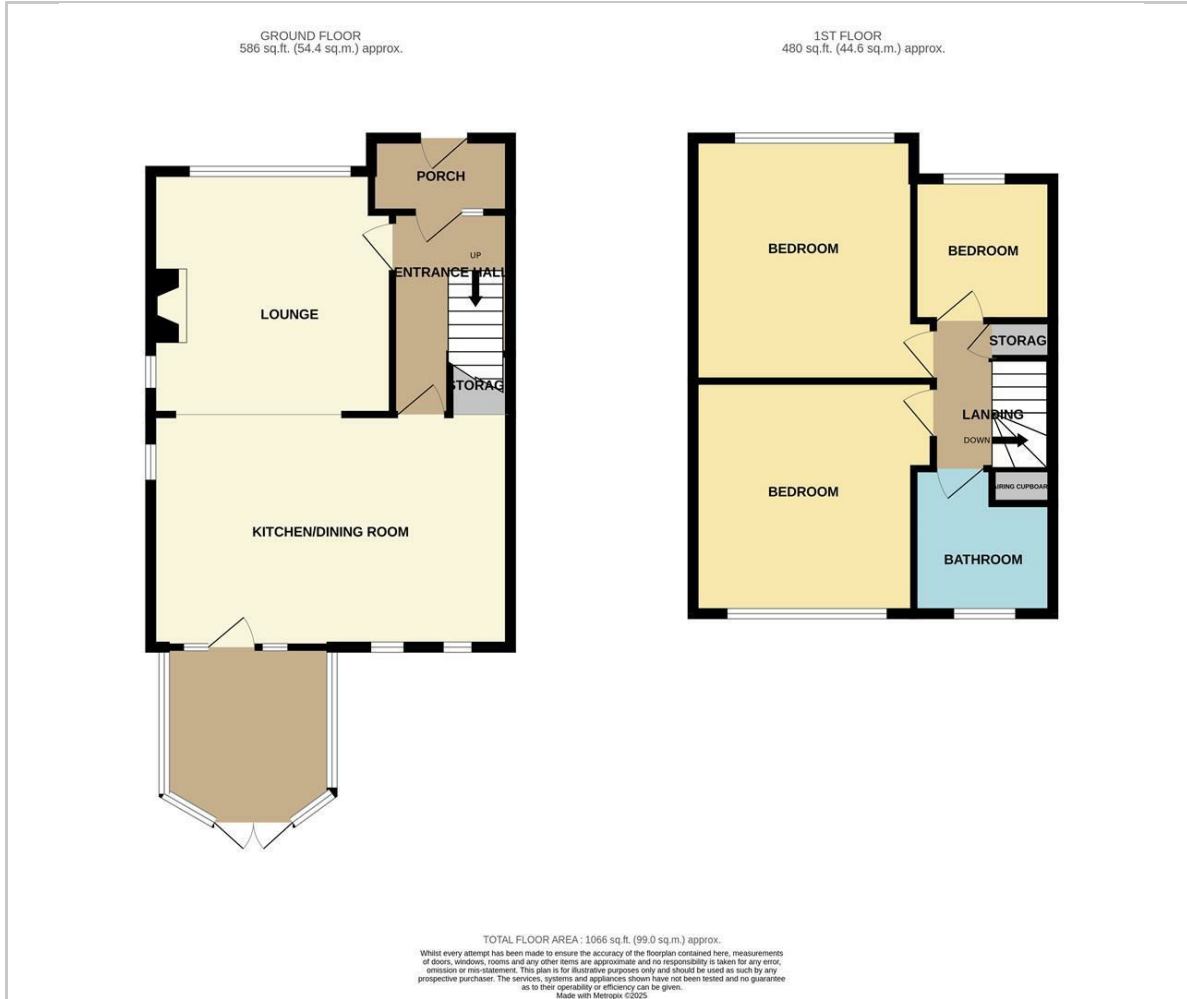 GROUND FLOOR
586 sq.ft. (54.4 sq.m.) approx.
1ST FLOOR
480 sq.ft. (44.6 sq.m.) approx.
PORCH
UP
ENTRANCE HALL
LOUNGE
STORAG
KITCHEN/DINING ROOM
BEDROOM
BEDROOM
STORAG
LANDING
DOWN
BEDROOM
AIRING CUPBOAR
BATHROOM
TOTAL FLOOR AREA : 1066 sq.ft. (99.0 sq.m.) approx.
Whilst every attempt has been made to ensure the accuracy of the floorplan contained here, measurements
of doors, windows, rooms and any other items are approximate and no responsibility is taken for any error,
omission or mis-statement. This plan is for illustrative purposes only and should be used as such by any
prospective purchaser. The services, systems and appliances shown have not been tested and no guarantee
as to their operability or efficiency can be given.
Made with Metropix ©2025